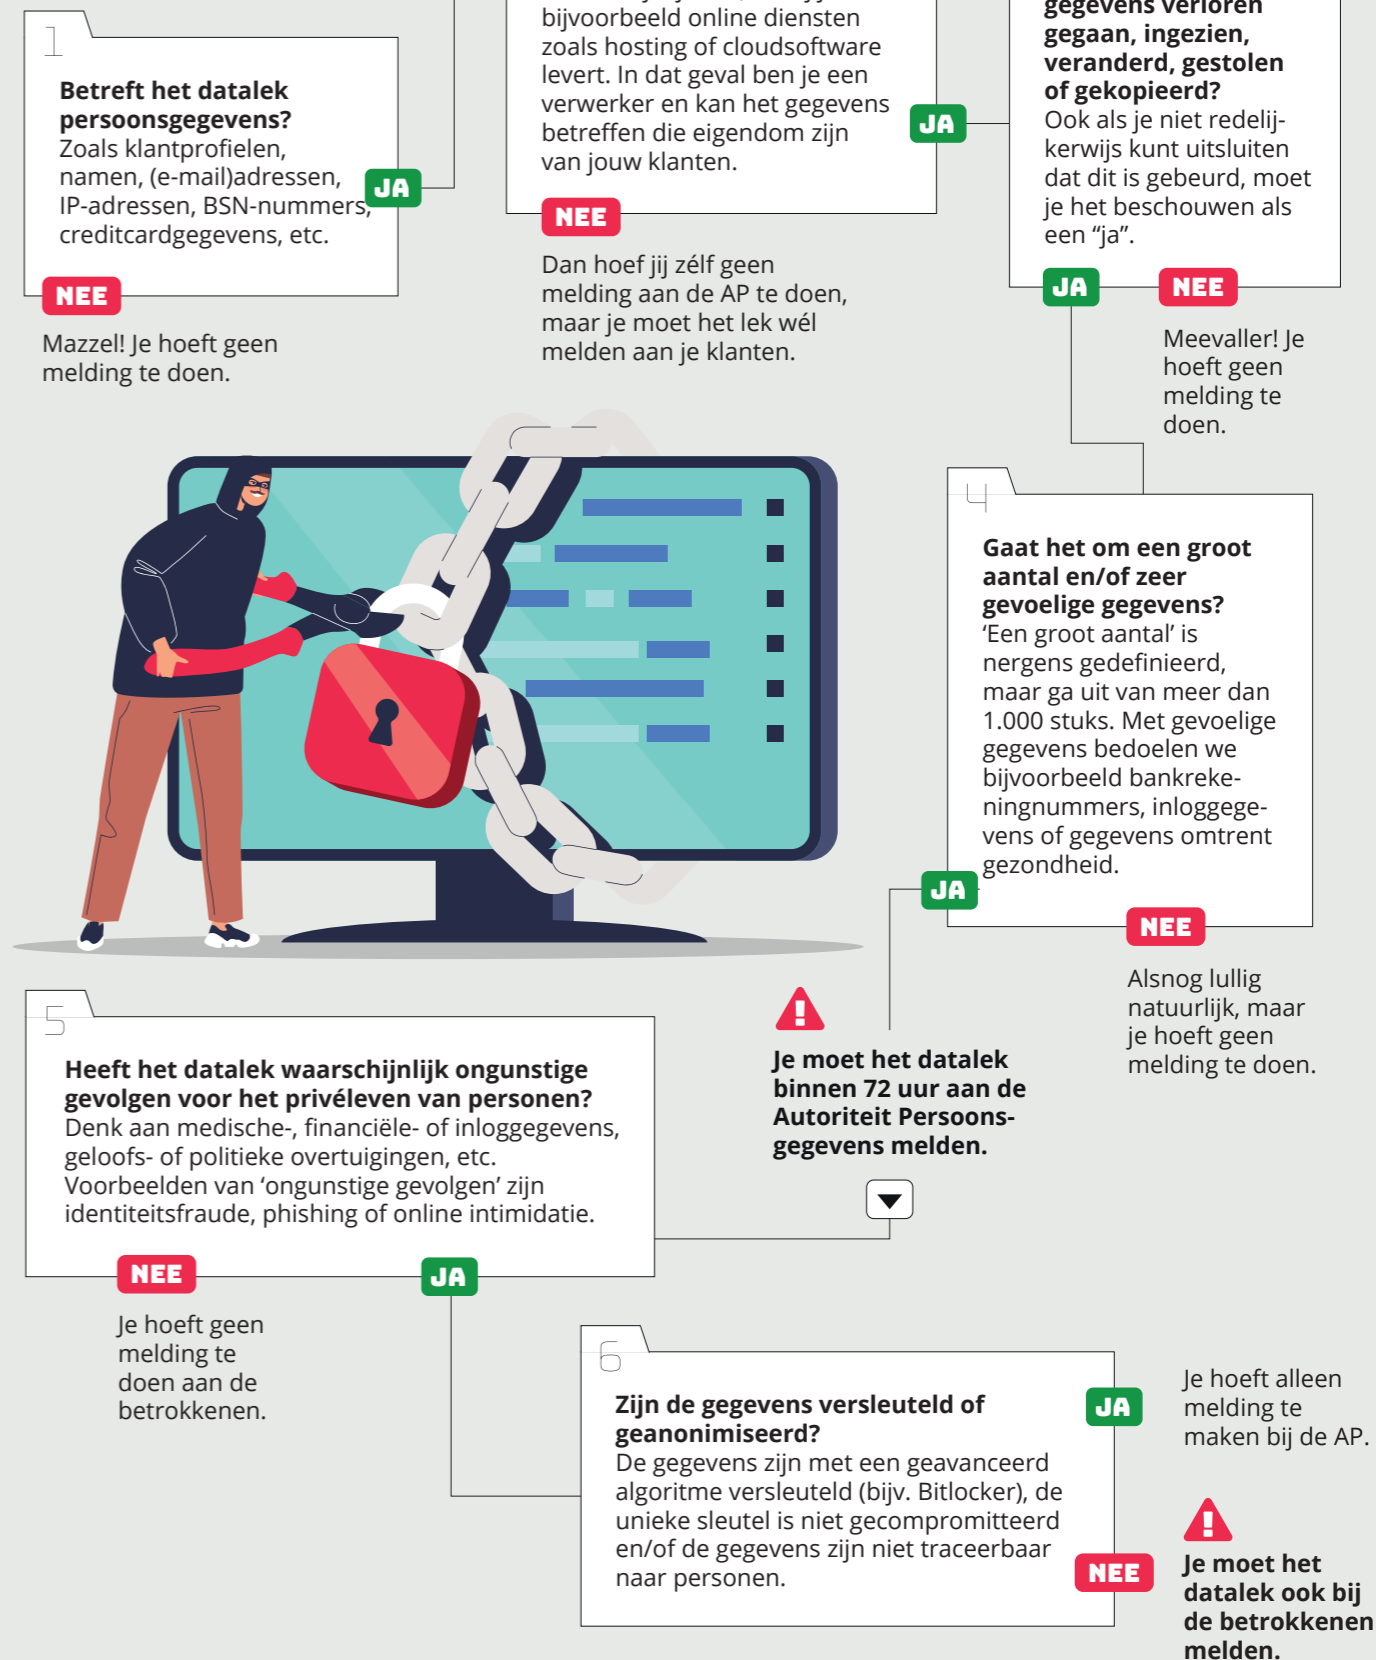 1
Betreft het datalek
persoonsgegevens?
Zoals klantprofielen,
namen, (e-mail)adressen,
IP-adressen, BSN-nummers,
creditcardgegevens, etc.
JA
NEE
Mazzel! Je hoeft geen
melding te doen.
bijvoorbeeld online diensten
zoals hosting of cloudsoftware
levert. In dat geval ben je een
verwerker en kan het gegevens
betreffen die eigendom zijn
van jouw klanten.
JA
NEE
Dan hoef jij zélf geen
melding aan de AP te doen,
maar je moet het lek wél
melden aan je klanten.
gegevens verloren
gegaan, ingezien,
veranderd, gestolen
of gekopieerd?
Ook als je niet redelij-
kerwijs kunt uitsluiten
dat dit is gebeurd, moet
je het beschouwen als
een “ja”.
JA
NEE
Meevaller! Je
hoeft geen
melding te
doen.
4
Gaat het om een groot
aantal en/of zeer
gevoelige gegevens?
‘Een groot aantal’ is
nergens gedefinieerd,
maar ga uit van meer dan
1.000 stuks. Met gevoelige
gegevens bedoelen we
bijvoorbeeld bankreke-
ningnummers, inloggege-
vens of gegevens omtrent
gezondheid.
JA
NEE
Alsnog lullig
natuurlijk, maar
je hoeft geen
melding te doen.
Je moet het datalek
binnen 72 uur aan de
Autoriteit Persoons-
gegevens melden.
5
Heeft het datalek waarschijnlijk ongunstige
gevolgen voor het privéleven van personen?
Denk aan medische-, financiële- of inloggegevens,
geloofs- of politieke overtuigingen, etc.
Voorbeelden van ‘ongunstige gevolgen’ zijn
identiteitsfraude, phishing of online intimidatie.
NEE
JA
Je hoeft geen
melding te
doen aan de
betrokkenen.
6
Zijn de gegevens versleuteld of
geanonimiseerd?
De gegevens zijn met een geavanceerd
algoritme versleuteld (bijv. Bitlocker), de
unieke sleutel is niet gecompromitteerd
en/of de gegevens zijn niet traceerbaar
naar personen.
JA
Je hoeft alleen
melding te
maken bij de AP.
NEE
Je moet het
datalek ook bij
de betrokkenen
melden.